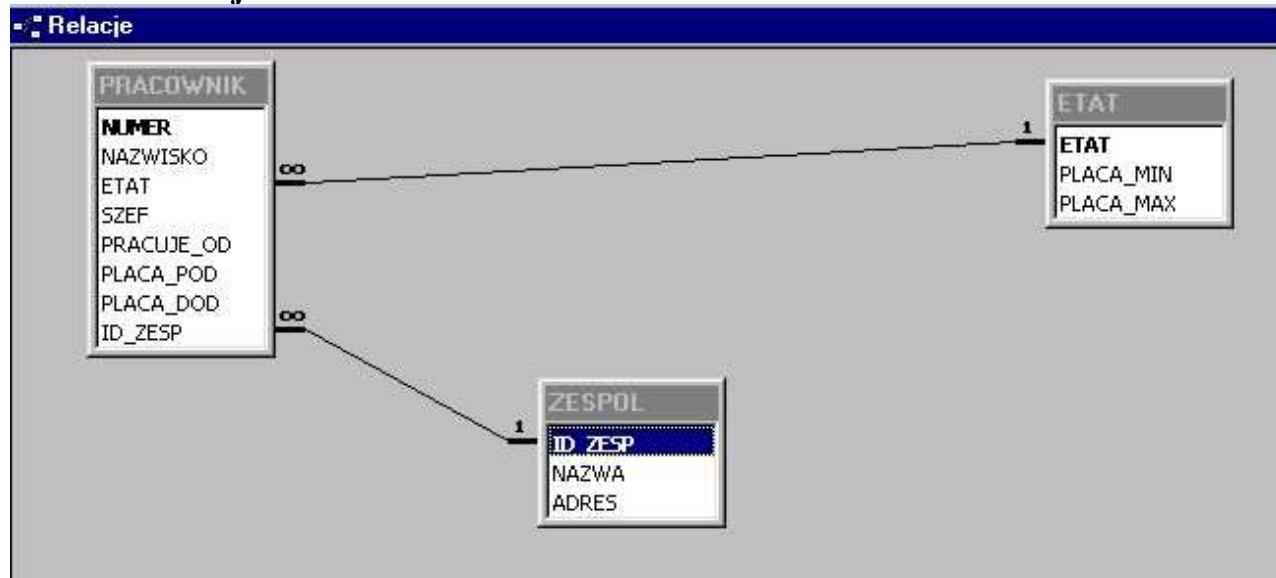 Relacje
PRACOWNIK
NUMER
NAZWISKO
ETAT
SZEF
PRACUJE_OD
PLACA_POD
PLACA_DOD
ID_ZESP
∞
∞
1
ETAT
ETAT
PLACA_MIN
PLACA_MAX
1
ZESPOL
ID_ZESP
NAZWA
ADRES